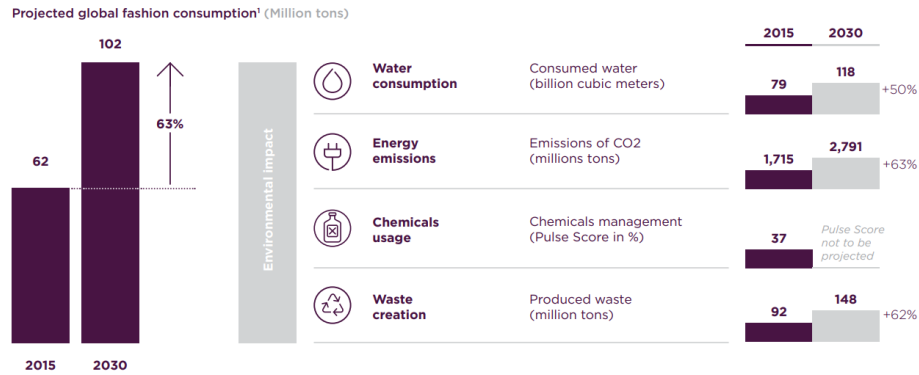 Projected global fashion consumption¹ (Million tons)
102
63%
62
2015
2030
Environmental impact
2015 2030
Water
consumption
Consumed water
(billion cubic meters)
79
118
+50%
Energy
emissions
Emissions of CO2
(millions tons)
1,715
2,791
+63%
Chemicals
usage
Chemicals management
(Pulse Score in %)
37
Pulse Score
not to be
projected
Waste
creation
Produced waste
(million tons)
92
148
+62%